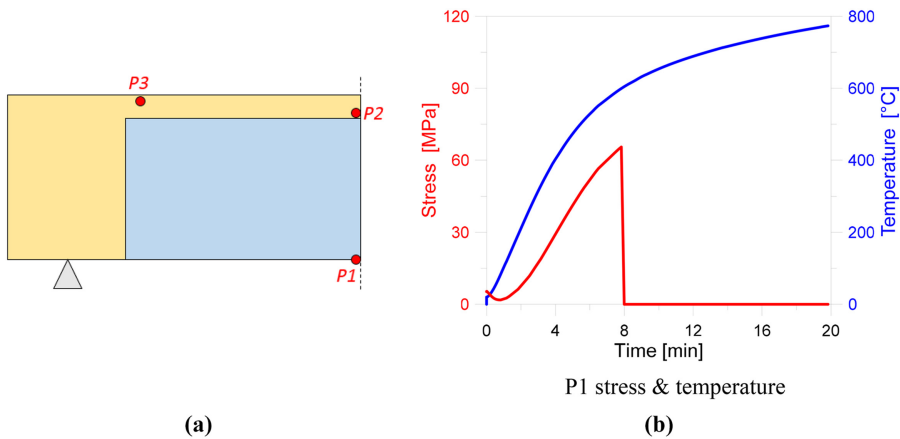 P3
P2
P1
(a)
120
90
60
30
0
Stress [MPa]
800
600
400
200
0
Temperature [°C]
0
4
8
12
16
20
Time [min]
P1 stress & temperature
(b)